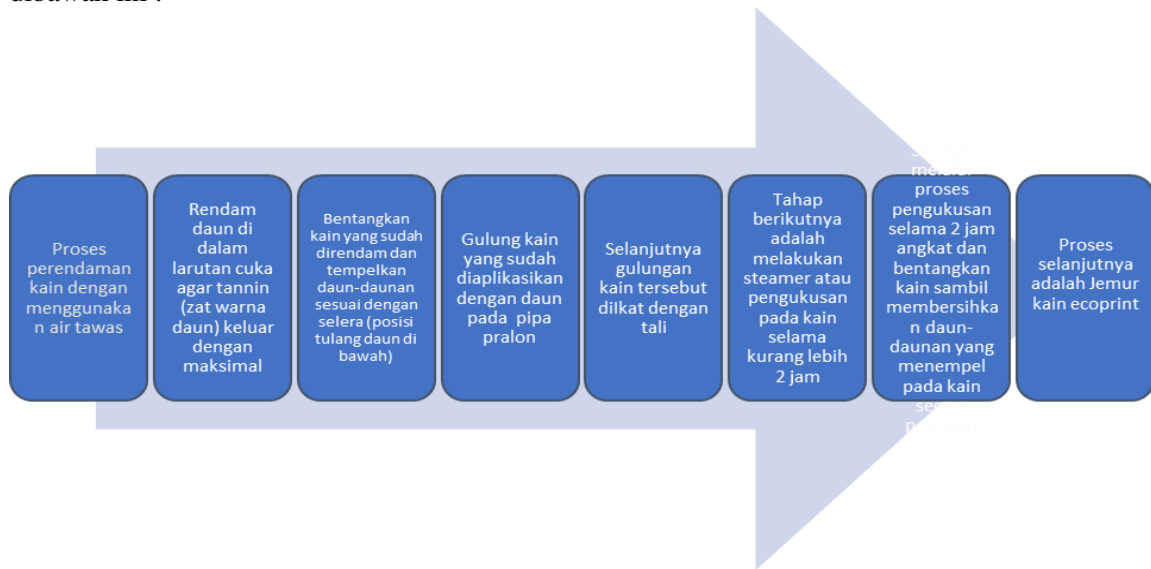 Proses
perendaman
kain dengan
menggunaka
n air tawas
Rendam
daun di
dalam
larutan cuka
agar tannin
(zat warna
daun) keluar
dengan
maksimal
Bentangkan
kain yang sudah
direndam dan
tempelkan
daun-daunan
sesuai dengan
selera (posisi
tulang daun di
bawah)
Gulung kain
yang sudah
diaplikasikan
dengan daun
pada pipa
pralon
Selanjutnya
gulungan
kain tersebut
dilkat dengan
tali
Tahap
berikutnya
adalah
melakukan
steamer atau
pengukusan
pada kain
selama
kurang lebih
2 jam
proses
pengukusan
selama 2 jam
angkat dan
bentangkan
kain sambil
membersihka
n daun-
daunan yang
menempel
pada kain
Proses
selanjutnya
adalah Jemur
kain ecoprint